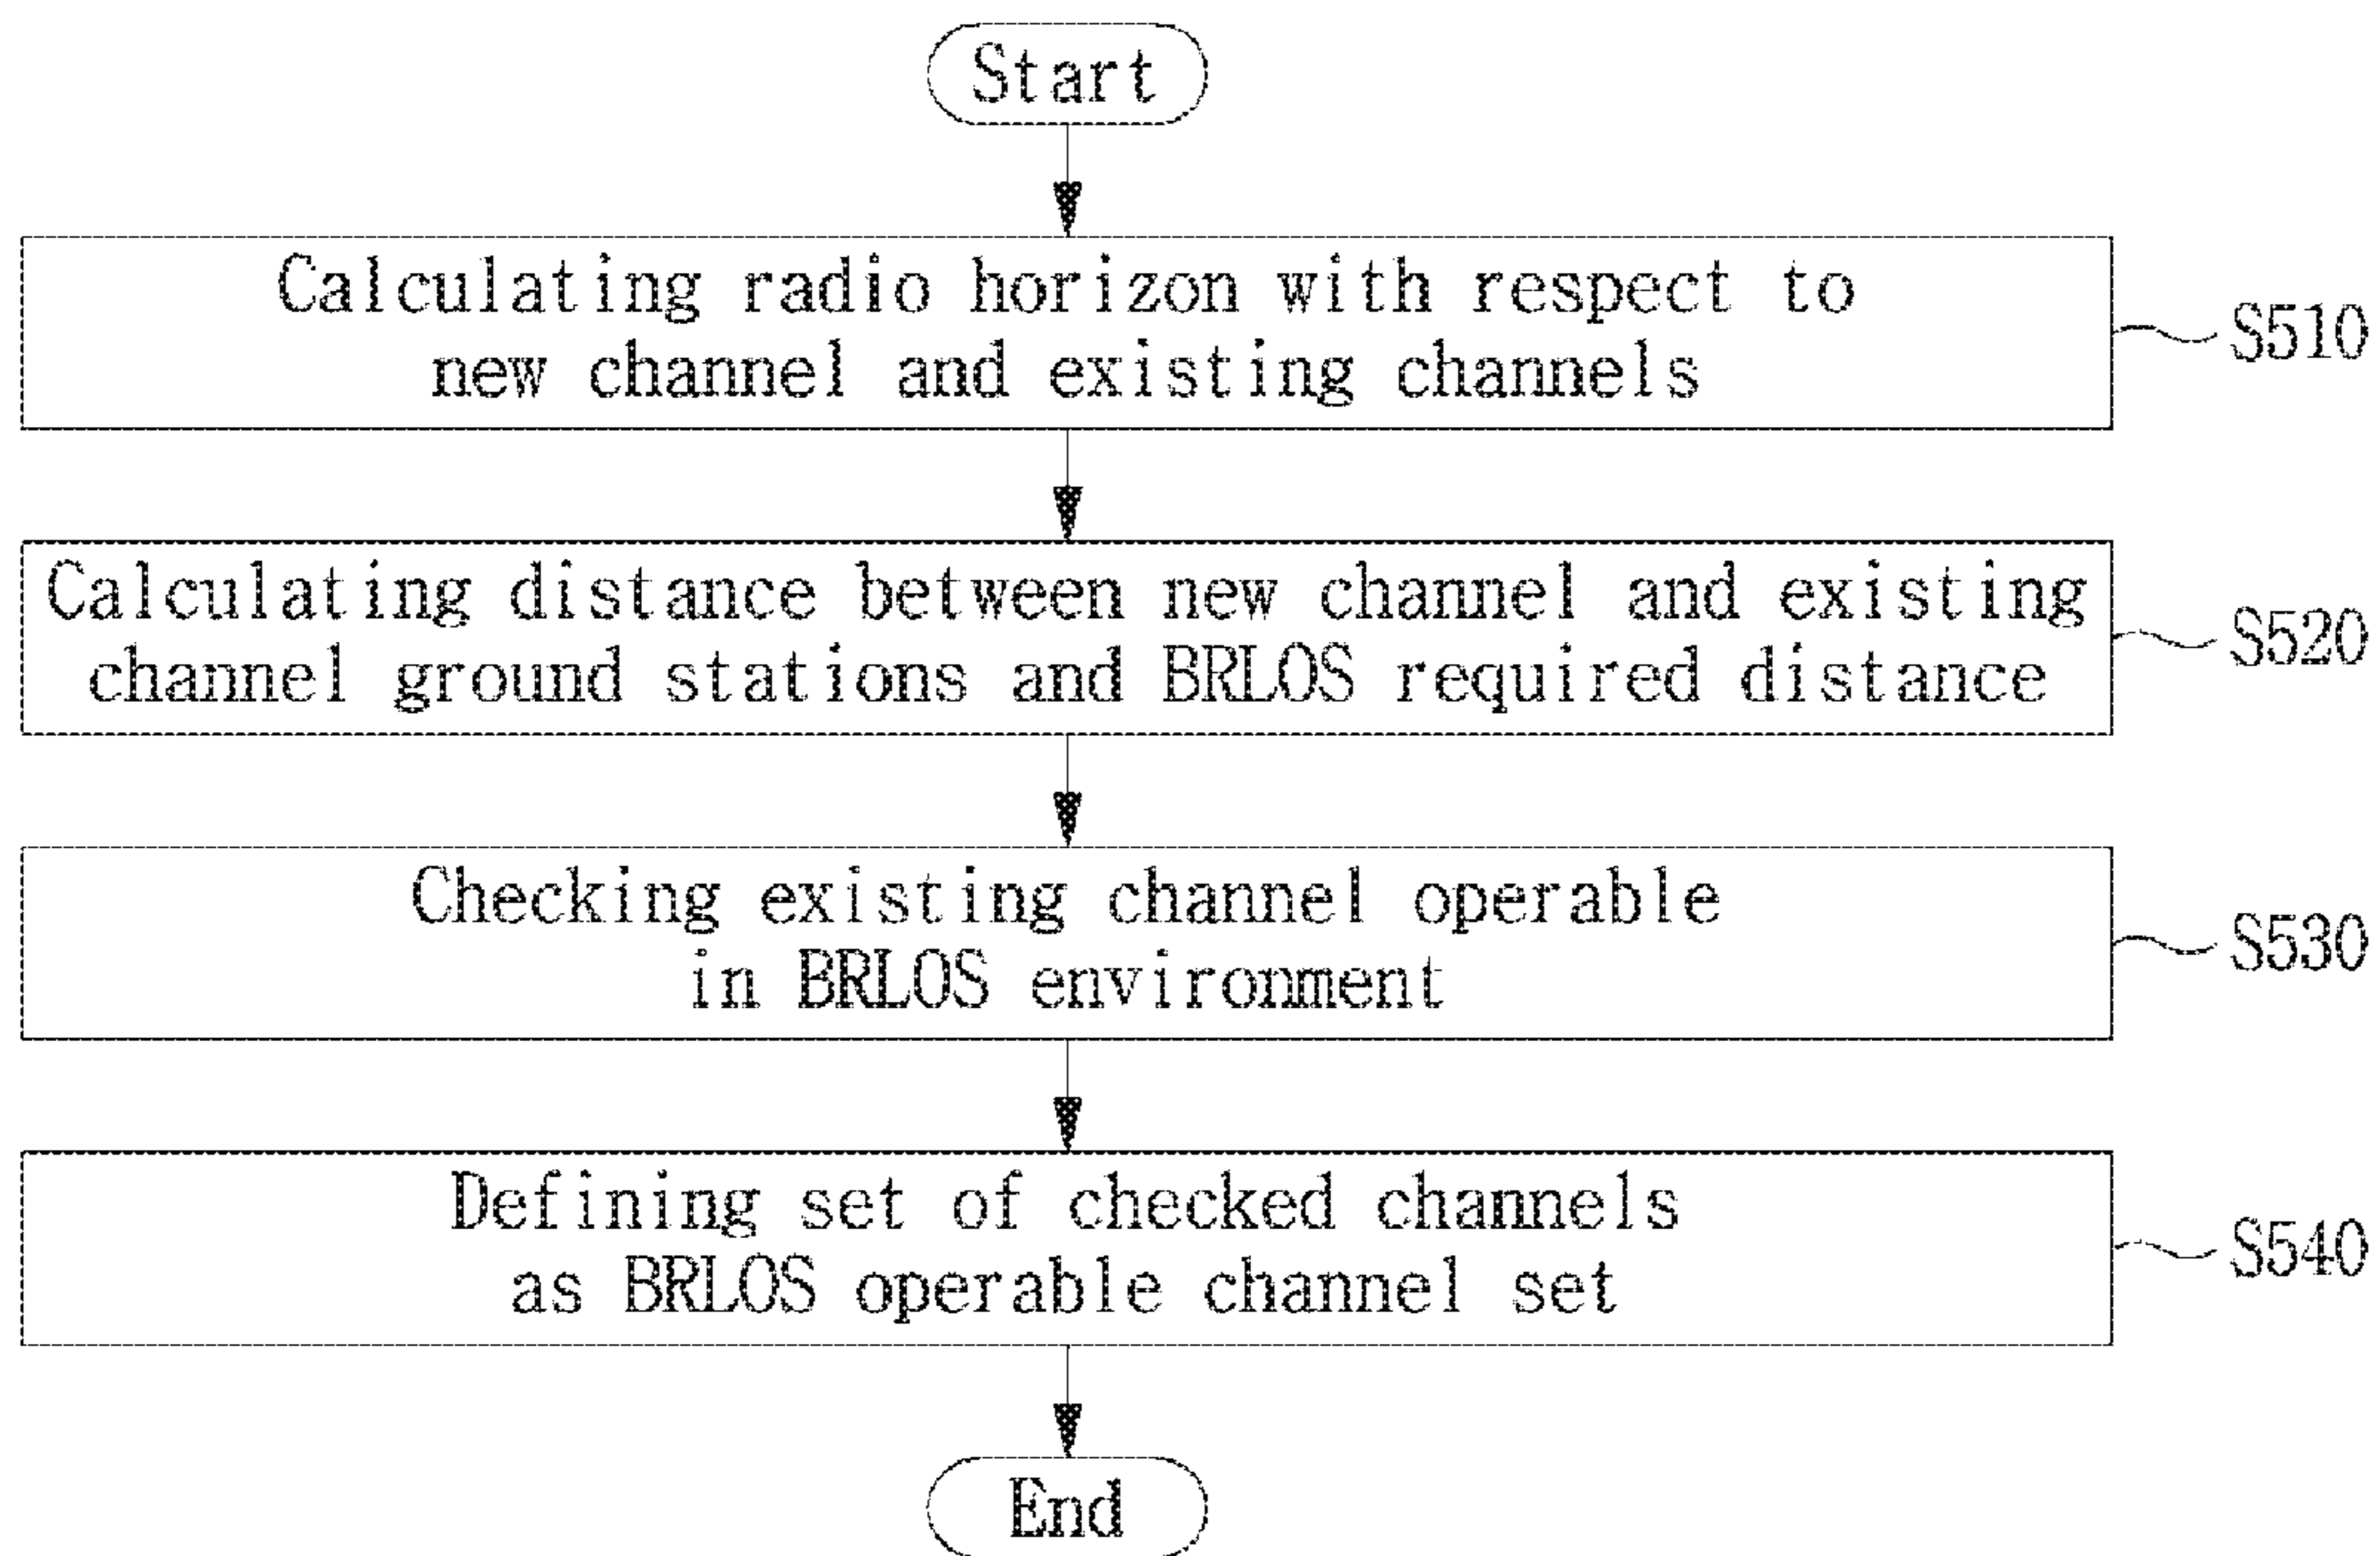 Start
Calculating radio horizon with respect to
new channel and existing channels
S510
Calculating distance between new channel and existing
channel ground stations and BRLOS required distance
S520
Checking existing channel operable
in BRLOS environment
S530
Defining set of checked channels
as BRLOS operable channel set
S540
End